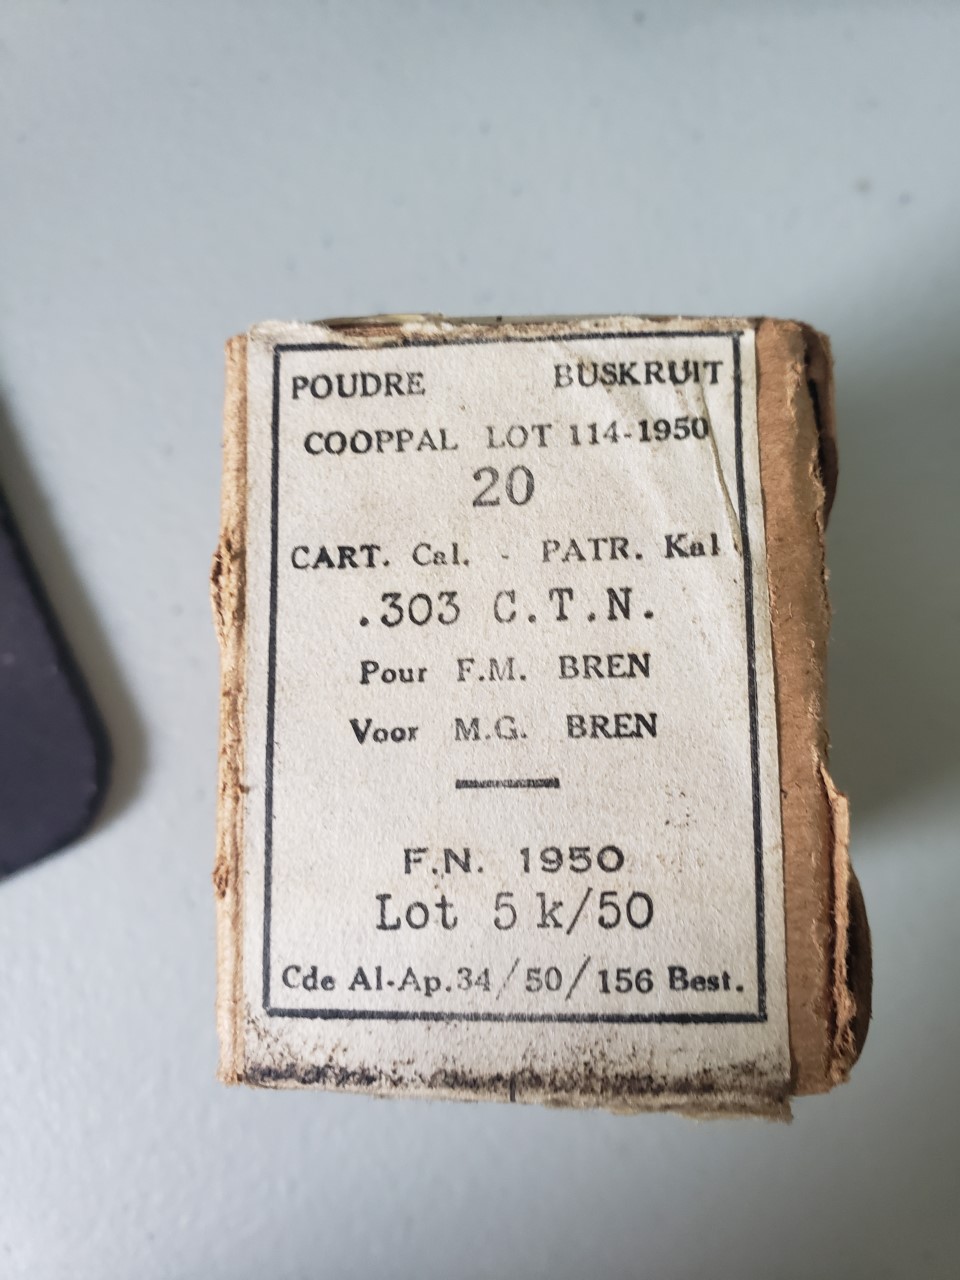 POUDRE BUSKRUIT
COOPPAL LOT 114-1950
20
CART. Cal. - PATR. Kal
.303 C.T.N.
Pour F.M. BREN
Voor M.G. BREN
F.N. 1950
Lot 5 k/50
Cde Al-Ap.34/50/156 Best.